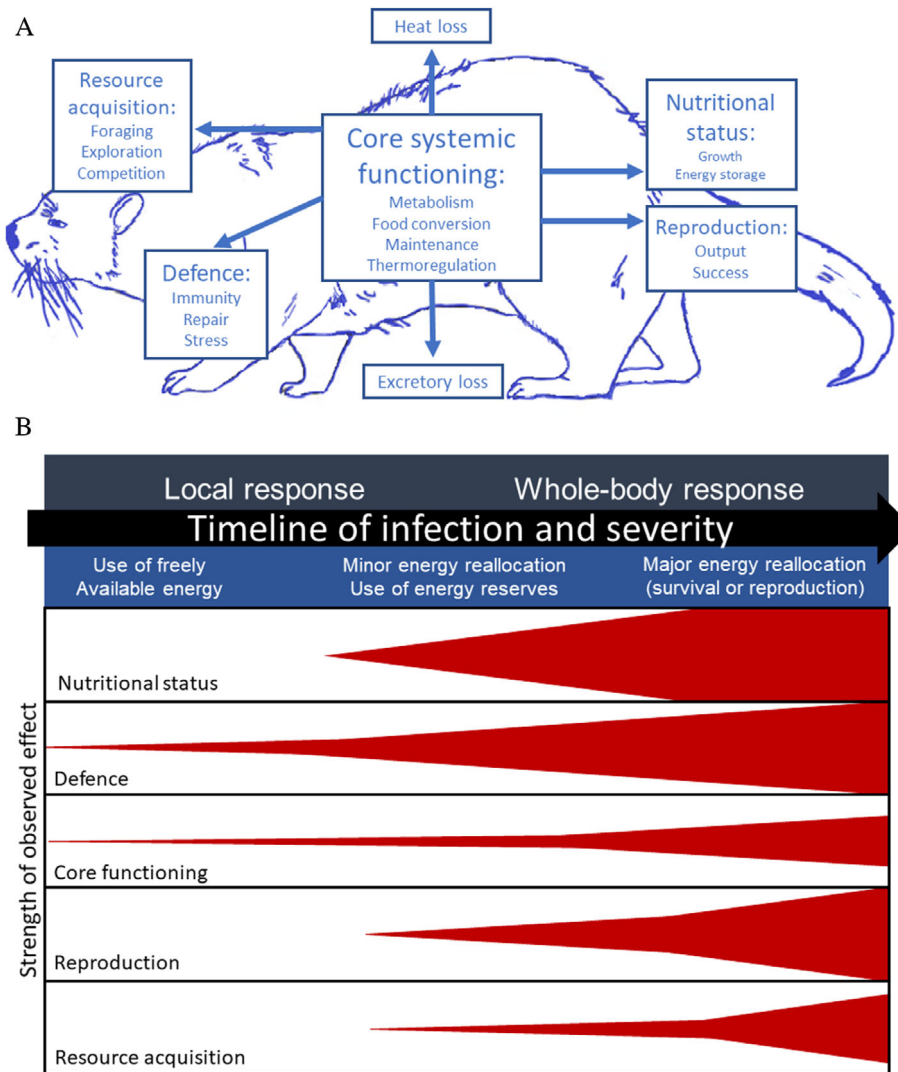 A
Heat loss
Resource
acquisition:
Foraging
Exploration
Competition
Core systemic
functioning:
Metabolism
Food conversion
Maintenance
Thermoregulation
Nutritional
status:
Growth
Energy storage
Defence:
Immunity
Repair
Stress
Reproduction:
Output
Success
Excretory loss
B
Local response
Whole-body response
Timeline of infection and severity
Use of freely
Available energy
Minor energy reallocation
Use of energy reserves
Major energy reallocation
(survival or reproduction)
Strength of observed effect
Nutritional status
Defence
Core functioning
Reproduction
Resource acquisition